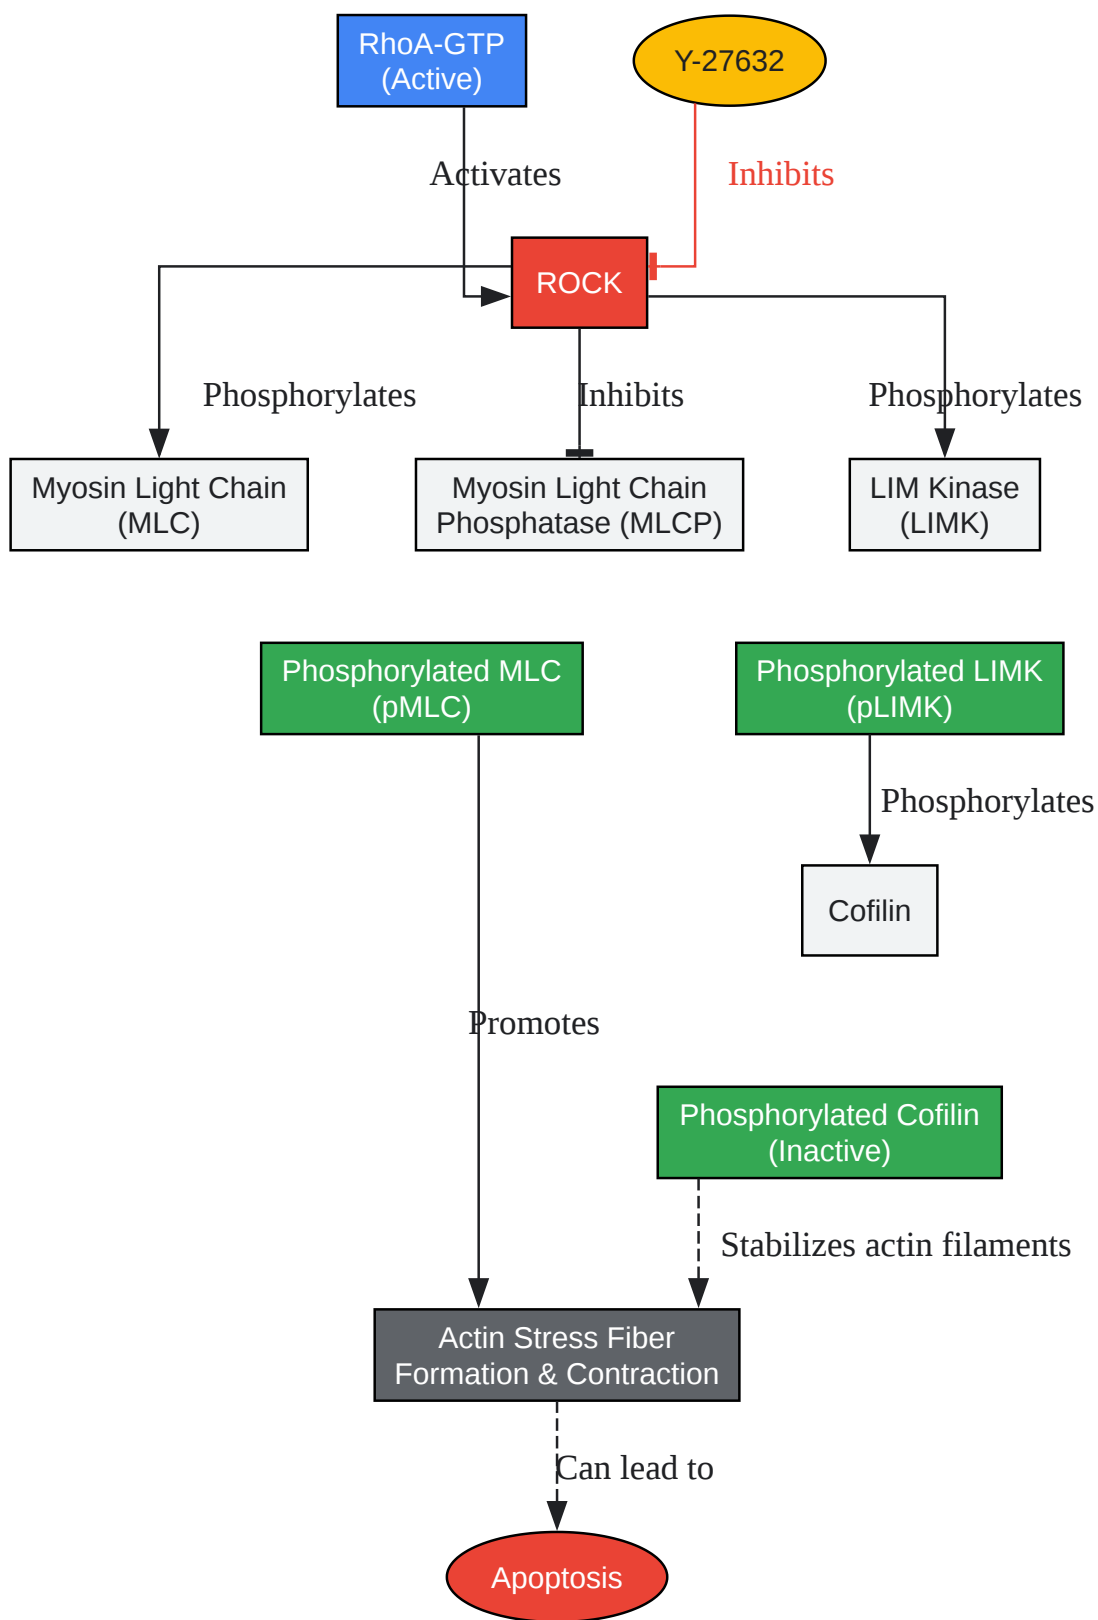 RhoA-GTP
(Active)
Y-27632
Activates
Inhibits
ROCK
Phosphorylates
Inhibits
Phosphorylates
Myosin Light Chain
(MLC)
Myosin Light Chain
Phosphatase (MLCP)
LIM Kinase
(LIMK)
Phosphorylated MLC
(pMLC)
Phosphorylated LIMK
(pLIMK)
Phosphorylates
Cofilin
Promotes
Phosphorylated Cofilin
(Inactive)
Stabilizes actin filaments
Actin Stress Fiber
Formation & Contraction
Can lead to
Apoptosis